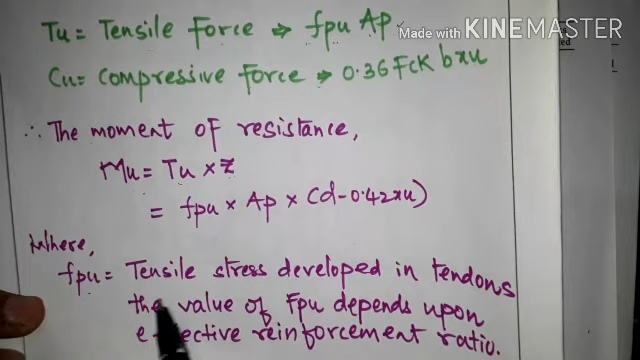 Tu = Tensile Force ⇒ fpu Ap
Made with KINEMASTER
Cu = Compressive Force ⇒ 0.36 FcK b xu
∴ The moment of resistance,
Mu = Tu × z
= fpu × Ap × (d-0.42xu)
Where,
fpu = Tensile stress developed in tendons
the value of Fpu depends upon
effective reinforcement ratio.